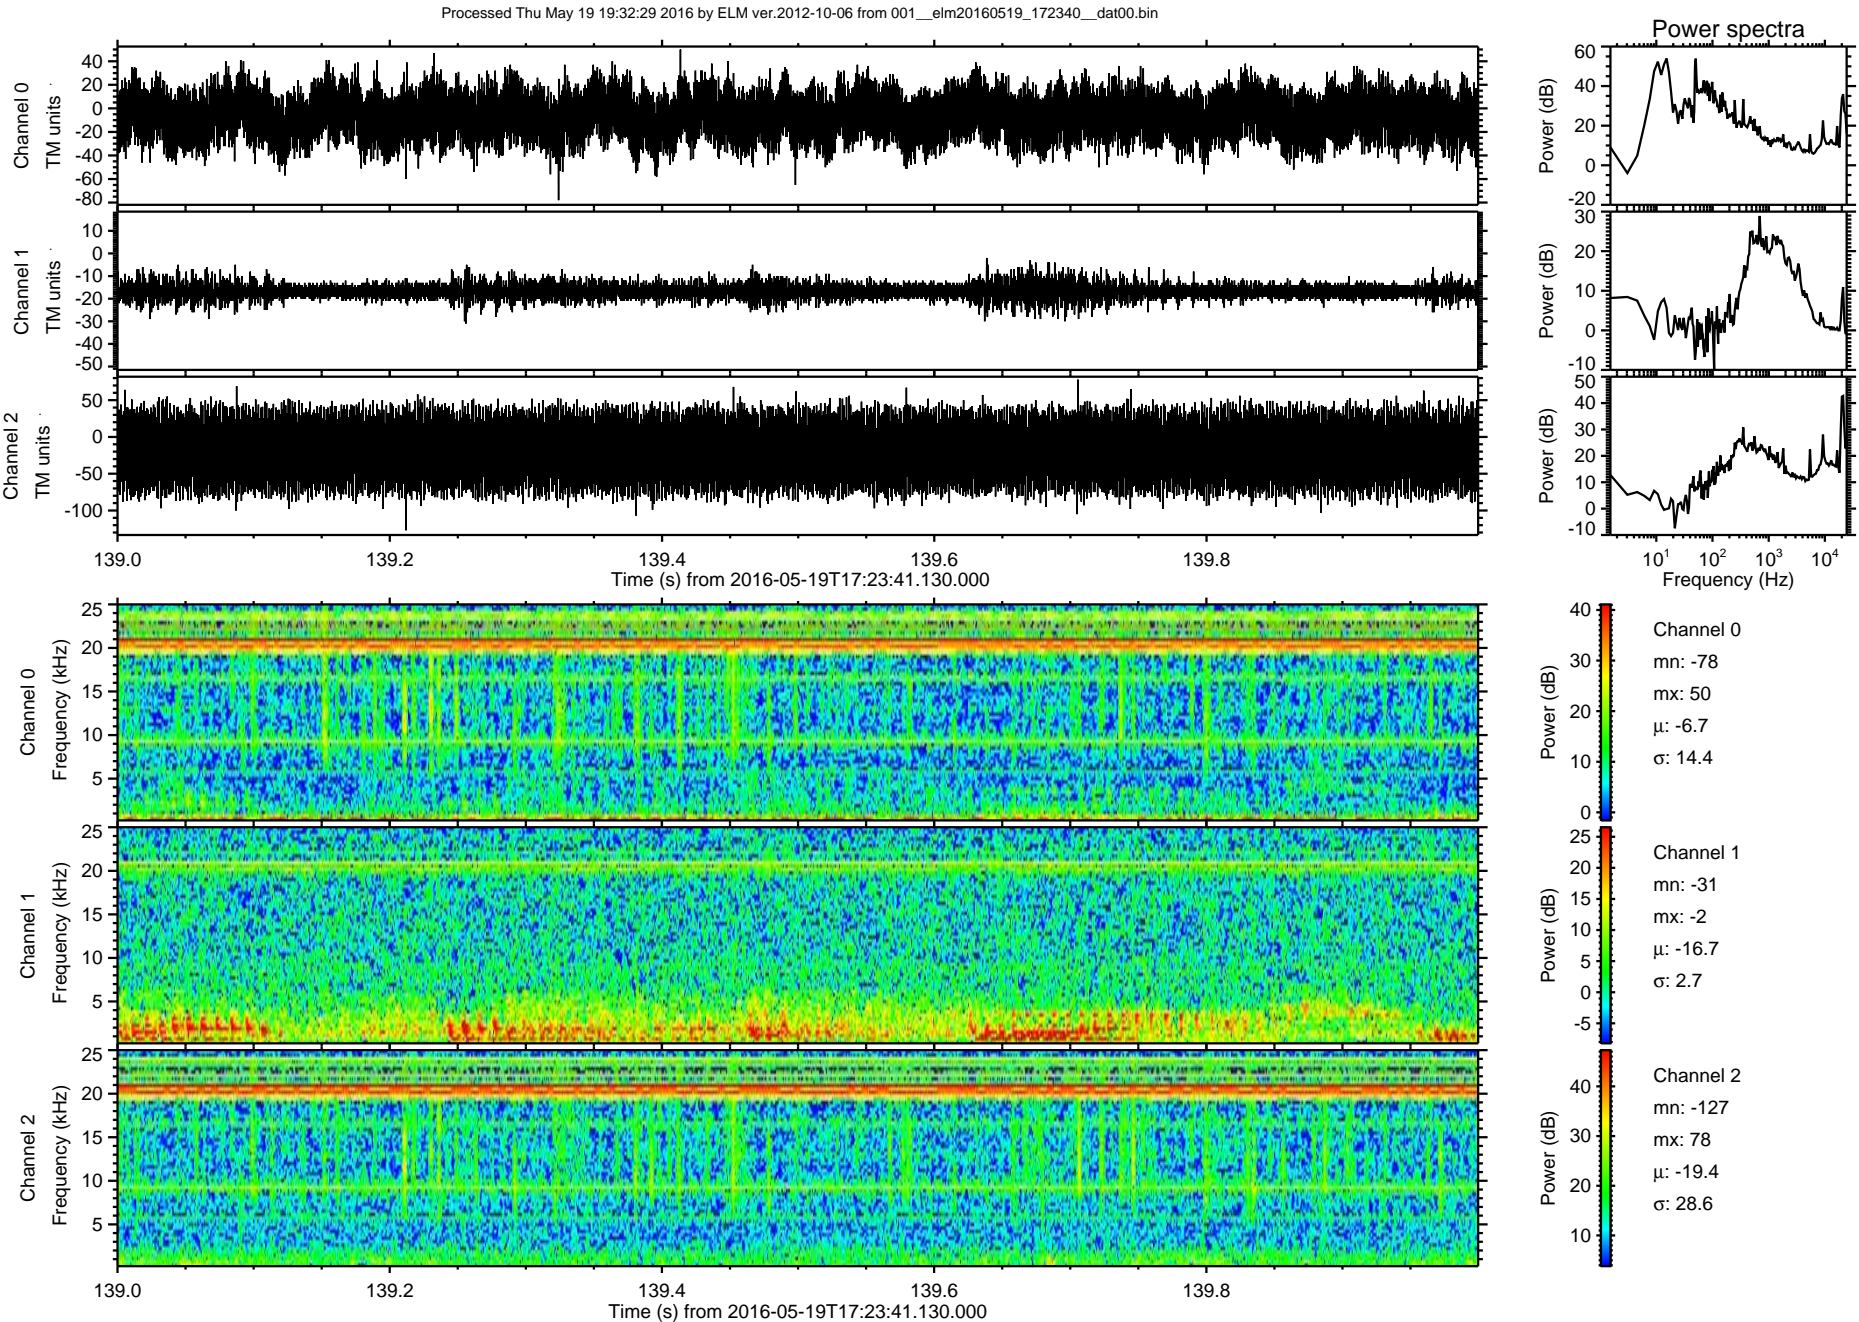 Processed Thu May 19 19:32:29 2016 by ELM ver.2012-10-06 from 001__elm20160519_172340__dat00.bin
Power spectra
Channel 0
TM units
40
20
0
-20
-40
-60
-80
Power (dB)
60
40
20
0
-20
Channel 1
TM units
10
0
-10
-20
-30
-40
-50
Power (dB)
30
20
10
0
-10
Channel 2
TM units
50
0
-50
-100
Power (dB)
50
40
30
20
10
0
-10
139.0 139.2 139.4 139.6 139.8
Time (s) from 2016-05-19T17:23:41.130.000
10¹ 10² 10³ 10⁴
Frequency (Hz)
Channel 0
Frequency (kHz)
25
20
15
10
5
Power (dB)
40
30
20
10
0
Channel 0
mn: -78
mx: 50
μ: -6.7
σ: 14.4
Channel 1
Frequency (kHz)
25
20
15
10
5
Power (dB)
25
20
15
10
5
0
-5
Channel 1
mn: -31
mx: -2
μ: -16.7
σ: 2.7
Channel 2
Frequency (kHz)
25
20
15
10
5
Power (dB)
40
30
20
10
Channel 2
mn: -127
mx: 78
μ: -19.4
σ: 28.6
139.0 139.2 139.4 139.6 139.8
Time (s) from 2016-05-19T17:23:41.130.000